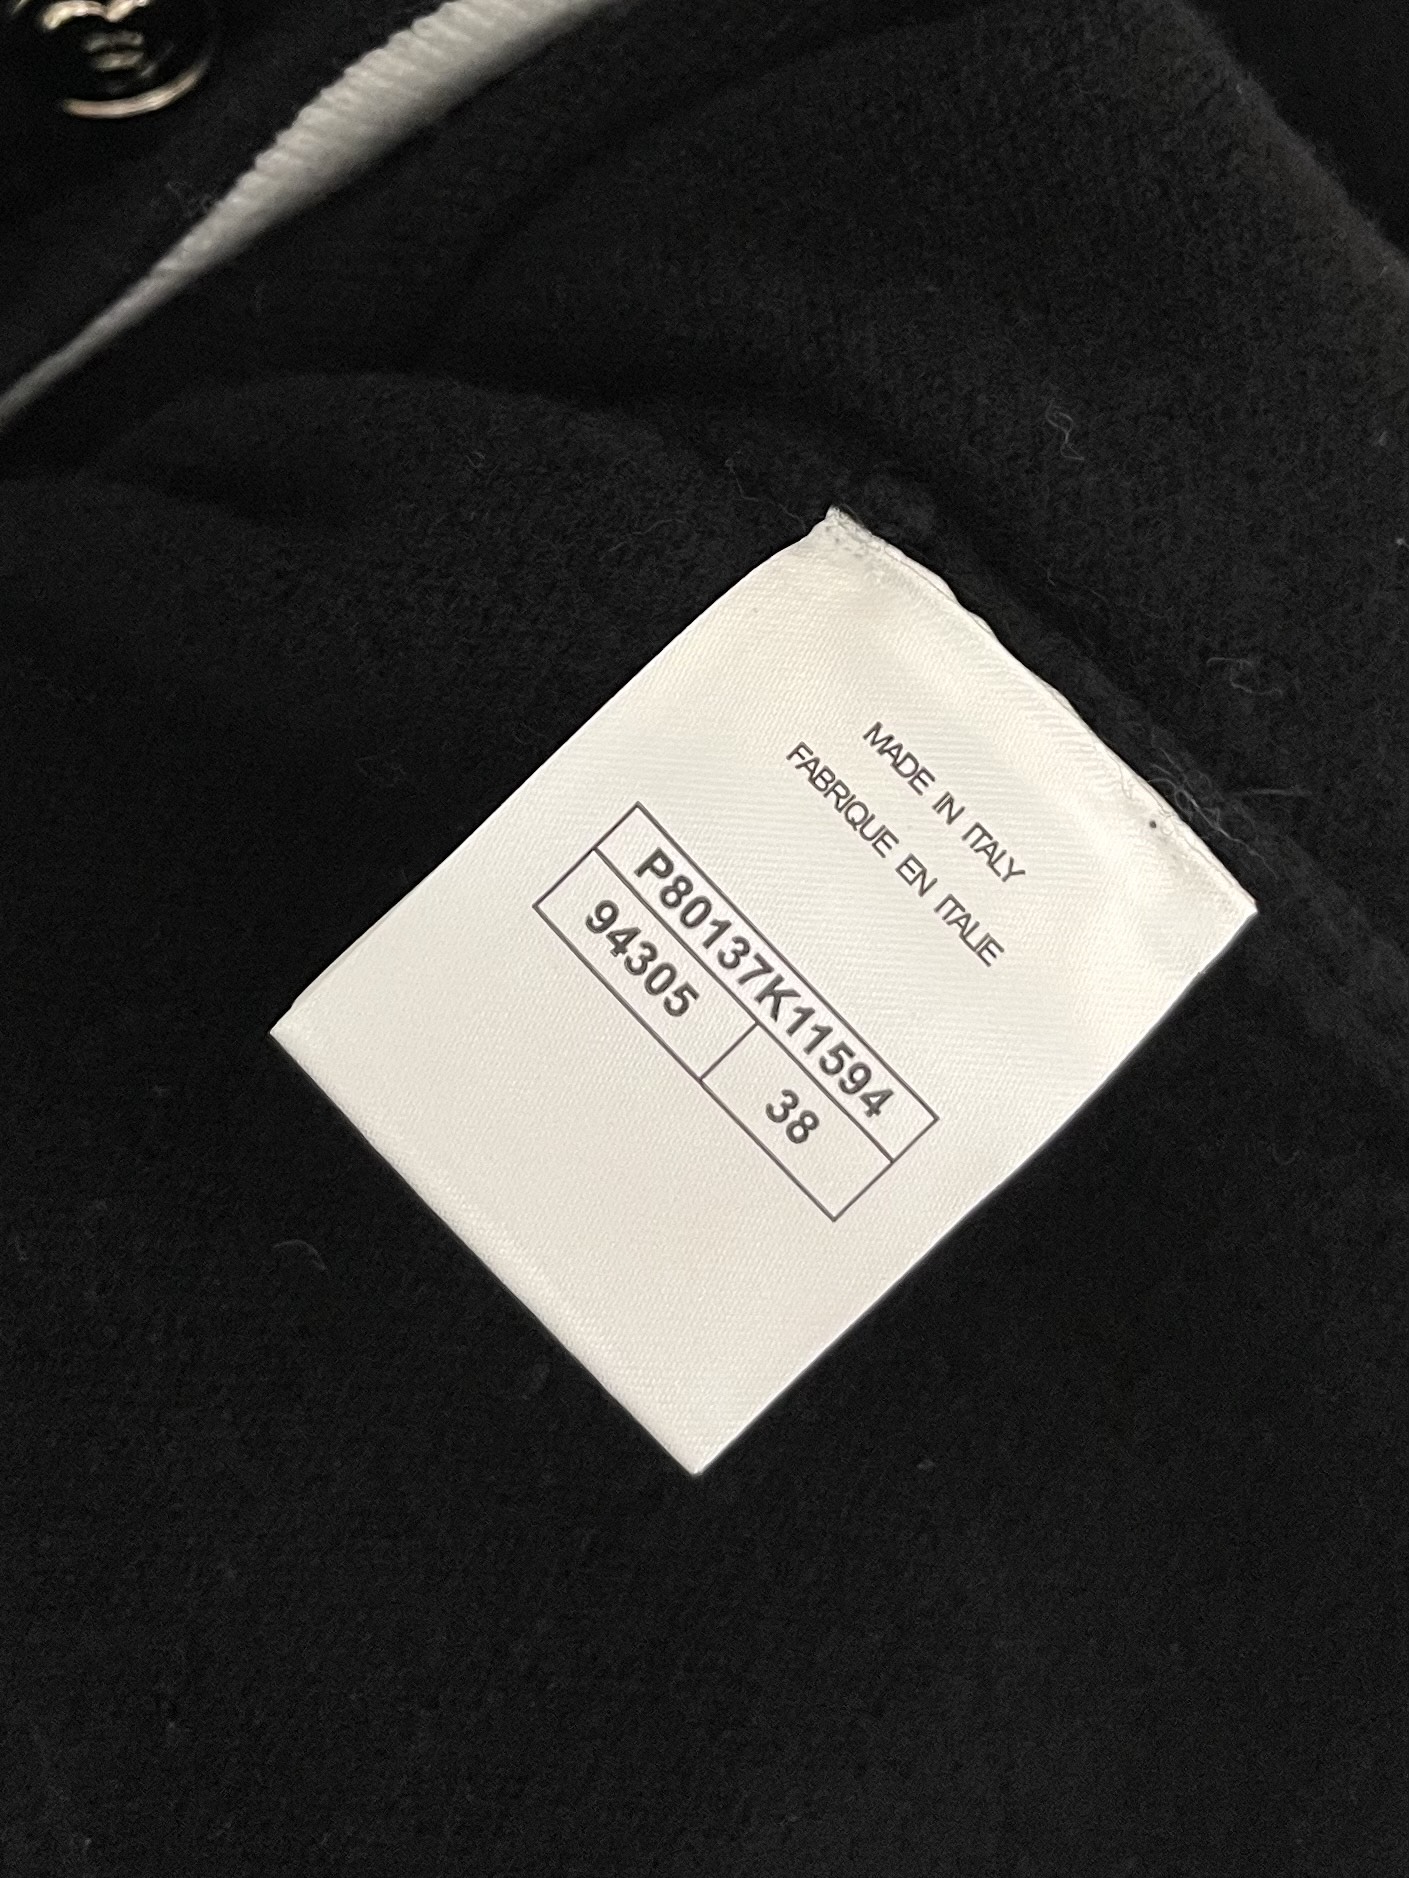 MADE IN ITALY
FABRIQUE EN ITALIE
P80137K11594
94305 38